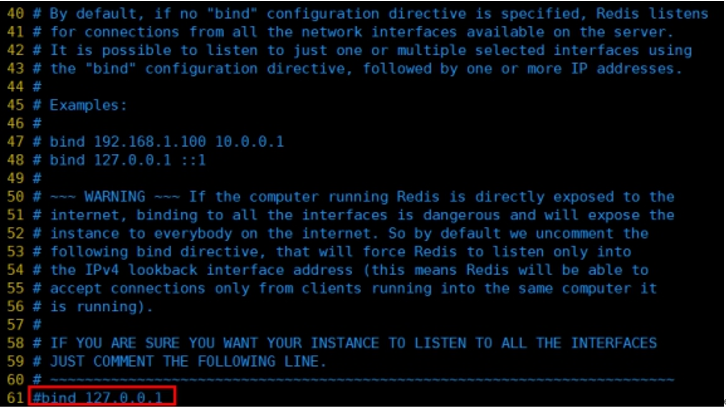 40 # By default, if no "bind" configuration directive is specified, Redis listens
41 # for connections from all the network interfaces available on the server.
42 # It is possible to listen to just one or multiple selected interfaces using
43 # the "bind" configuration directive, followed by one or more IP addresses.
44 #
45 # Examples:
46 #
47 # bind 192.168.1.100 10.0.0.1
48 # bind 127.0.0.1 ::1
49 #
50 # ~~~ WARNING ~~~ If the computer running Redis is directly exposed to the
51 # internet, binding to all the interfaces is dangerous and will expose the
52 # instance to everybody on the internet. So by default we uncomment the
53 # following bind directive, that will force Redis to listen only into
54 # the IPv4 lookback interface address (this means Redis will be able to
55 # accept connections only from clients running into the same computer it
56 # is running).
57 #
58 # IF YOU ARE SURE YOU WANT YOUR INSTANCE TO LISTEN TO ALL THE INTERFACES
59 # JUST COMMENT THE FOLLOWING LINE.
60 # ~~~~~~~~~~~~~~~~~~~~~~~~~~~~~~~~~~~~~~~~~~~~~~~~~~~~~~~~~~~~~~~~~~~~~~~~
61 #bind 127.0.0.1